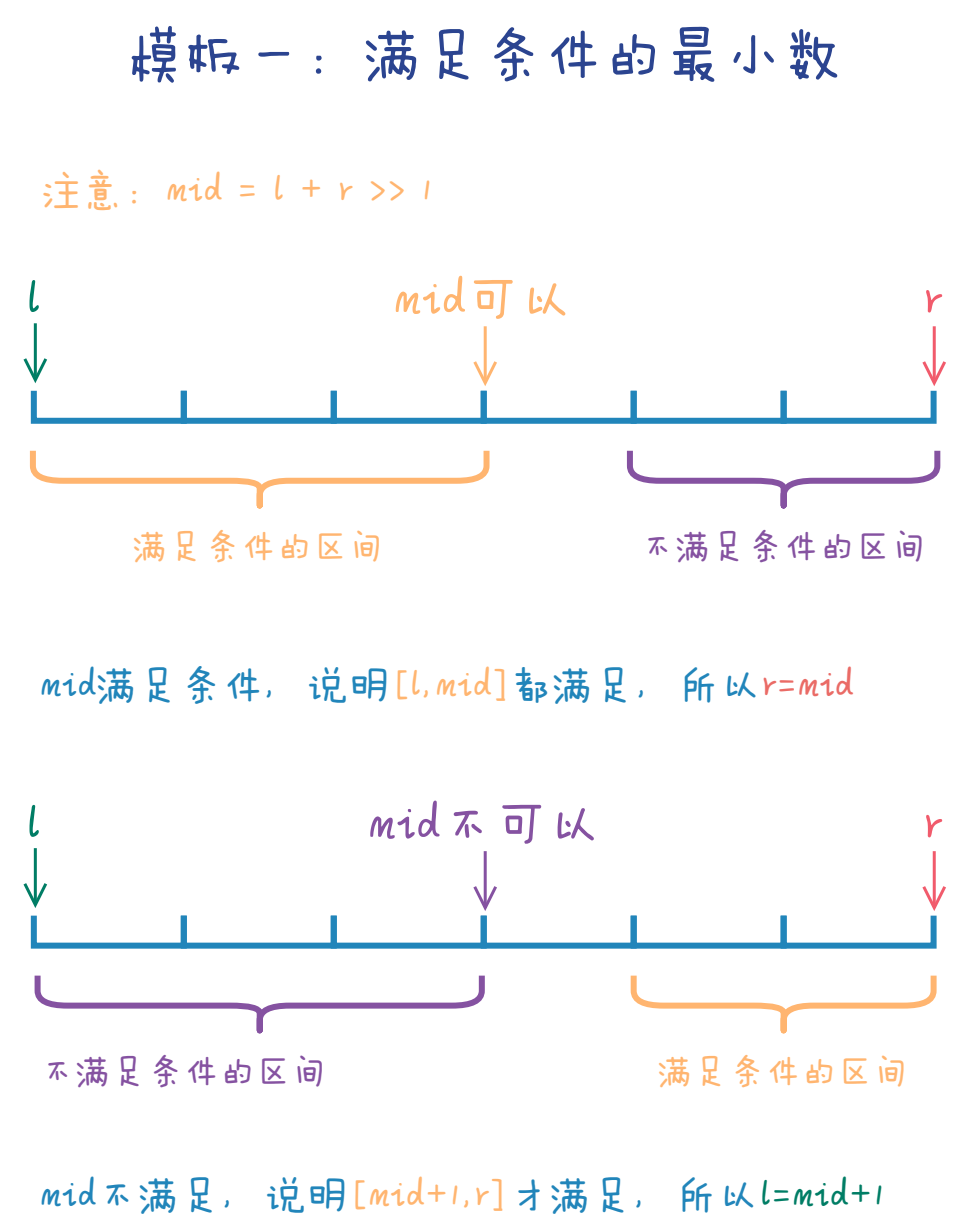 模板一：满足条件的最小数
注意：mid = l + r >> 1
l mid可以 r
满足条件的区间 不满足条件的区间
mid满足条件，说明[l,mid]都满足，所以r=mid
l mid不可以 r
不满足条件的区间 满足条件的区间
mid不满足，说明[mid+1,r]才满足，所以l=mid+1